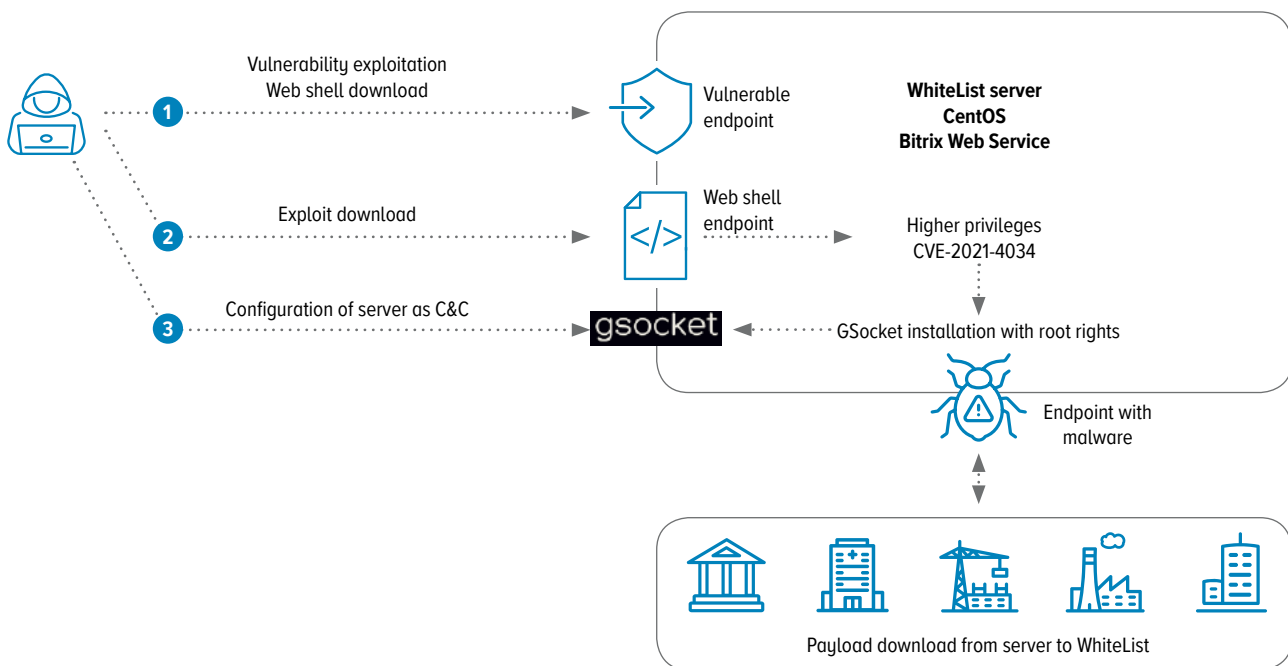 Vulnerability exploitation
Web shell download
1
Vulnerable
endpoint
WhiteList server
CentOS
Bitrix Web Service
Exploit download
2
Web shell
endpoint
</>
Higher privileges
CVE-2021-4034
Configuration of server as C&C
3
gsocket
GSocket installation with root rights
Endpoint with
malware
Payload download from server to WhiteList